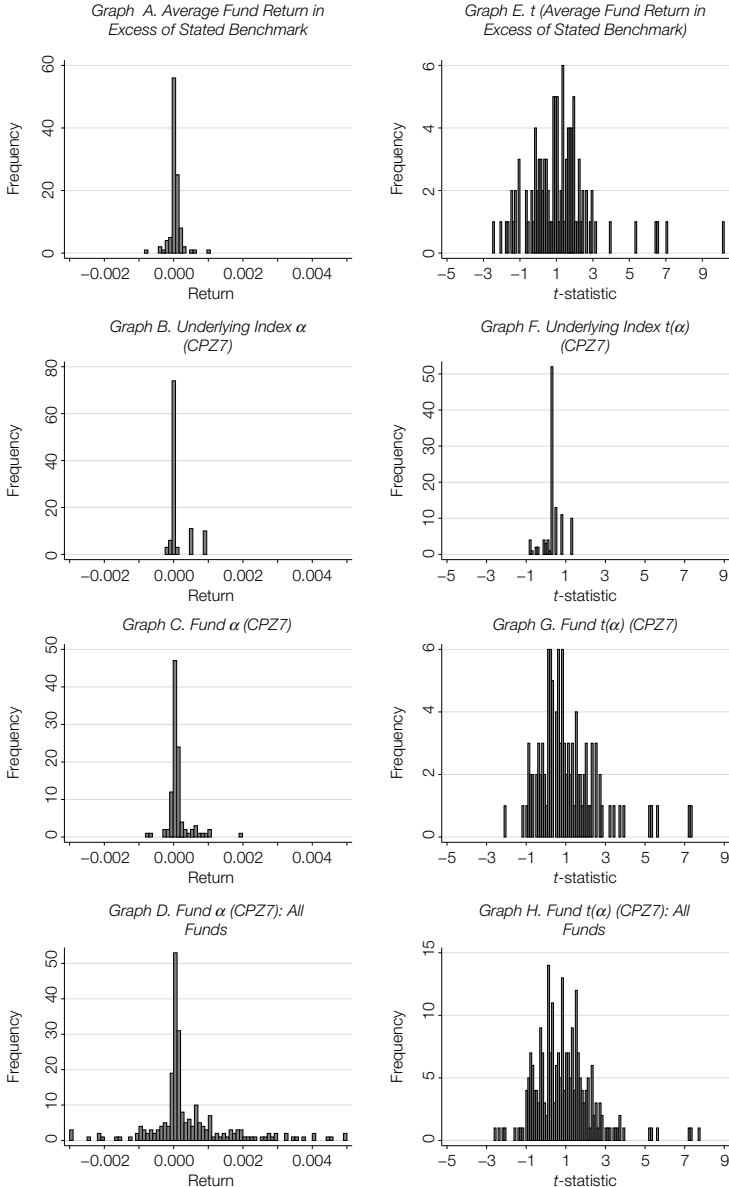 Graph A. Average Fund Return in
Excess of Stated Benchmark
Frequency
60
40
20
0
−0.002 0.000 0.002 0.004
Return
Graph E. t (Average Fund Return in
Excess of Stated Benchmark)
Frequency
6
4
2
0
−5 −3 −1 1 3 5 7 9
t-statistic
Graph B. Underlying Index α
(CPZ7)
Frequency
80
60
40
20
0
−0.002 0.000 0.002 0.004
Return
Graph F. Underlying Index t(α)
(CPZ7)
Frequency
50
40
30
20
10
0
−5 −3 −1 1 3 5 7 9
t-statistic
Graph C. Fund α (CPZ7)
Frequency
50
40
30
20
10
0
−0.002 0.000 0.002 0.004
Return
Graph G. Fund t(α) (CPZ7)
Frequency
6
4
2
0
−5 −3 −1 1 3 5 7 9
t-statistic
Graph D. Fund α (CPZ7): All
Funds
Frequency
50
40
30
20
10
0
−0.002 0.000 0.002 0.004
Return
Graph H. Fund t(α) (CPZ7): All
Funds
Frequency
15
10
5
0
−5 −3 −1 1 3 5 7 9
t-statistic